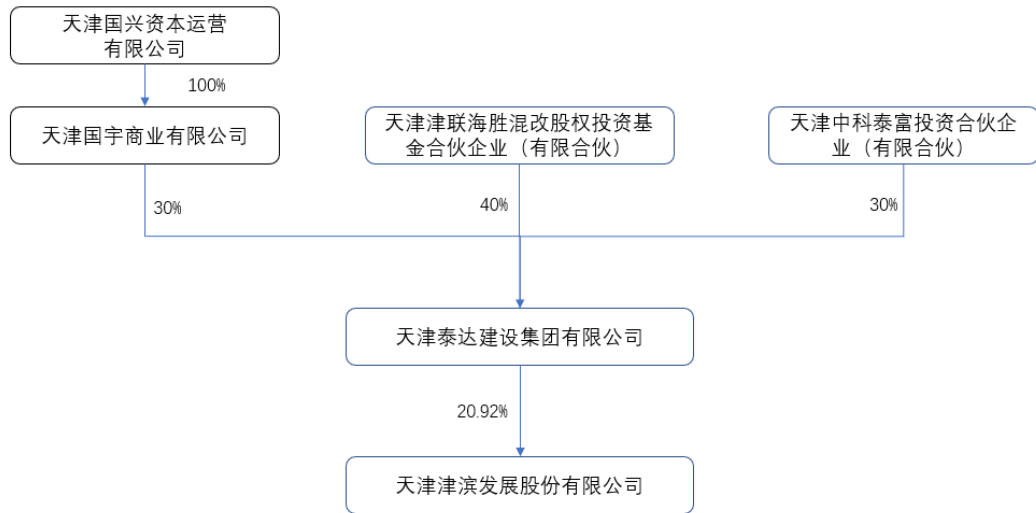 天津国兴资本运营
有限公司
100%
天津国宇商业有限公司
天津津联海胜混改股权投资基
金合伙企业（有限合伙）
天津中科泰富投资合伙企
业（有限合伙）
30%
40%
30%
天津泰达建设集团有限公司
20.92%
天津津滨发展股份有限公司